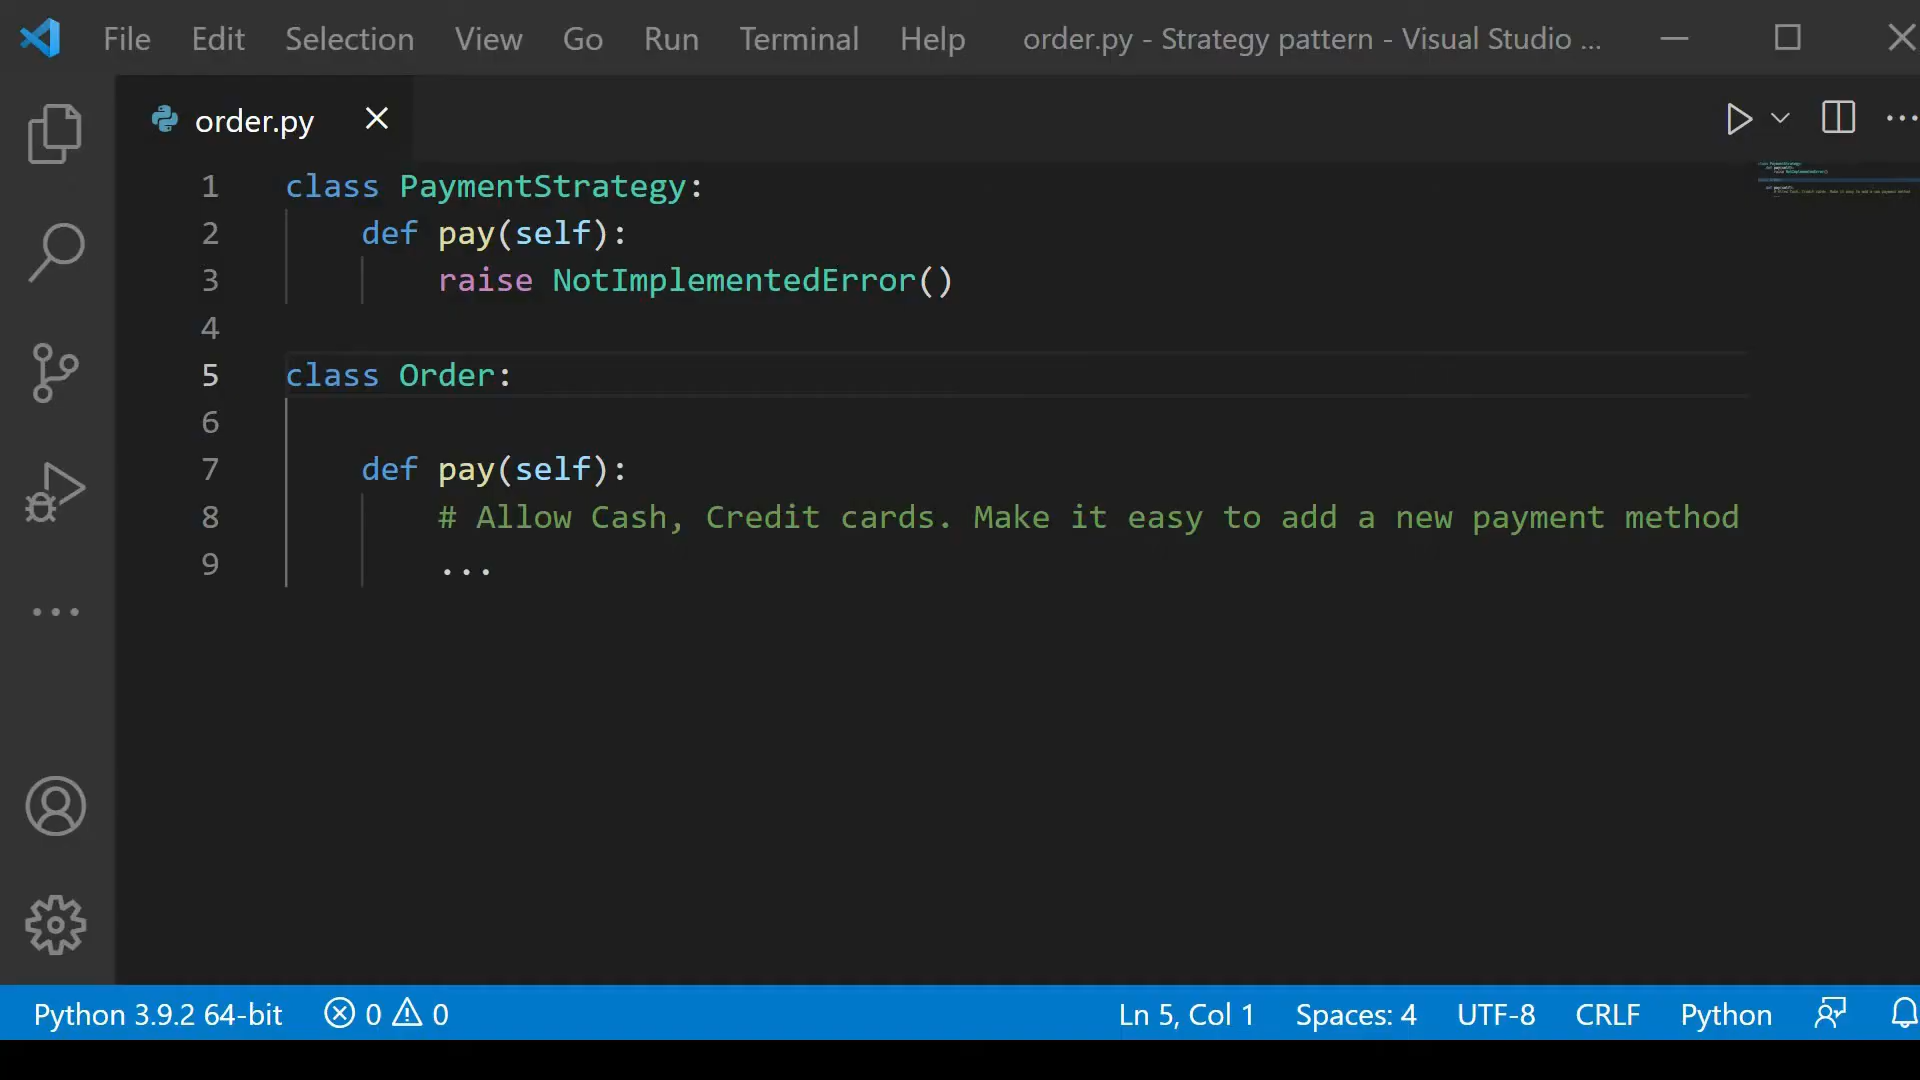 File Edit Selection View Go Run Terminal Help order.py - Strategy pattern - Visual Studio ...
order.py
1 class PaymentStrategy:
2     def pay(self):
3         raise NotImplementedError()
4
5 class Order:
6
7     def pay(self):
8         # Allow Cash, Credit cards. Make it easy to add a new payment method
9         ...
Python 3.9.2 64-bit 0 0 Ln 5, Col 1 Spaces: 4 UTF-8 CRLF Python